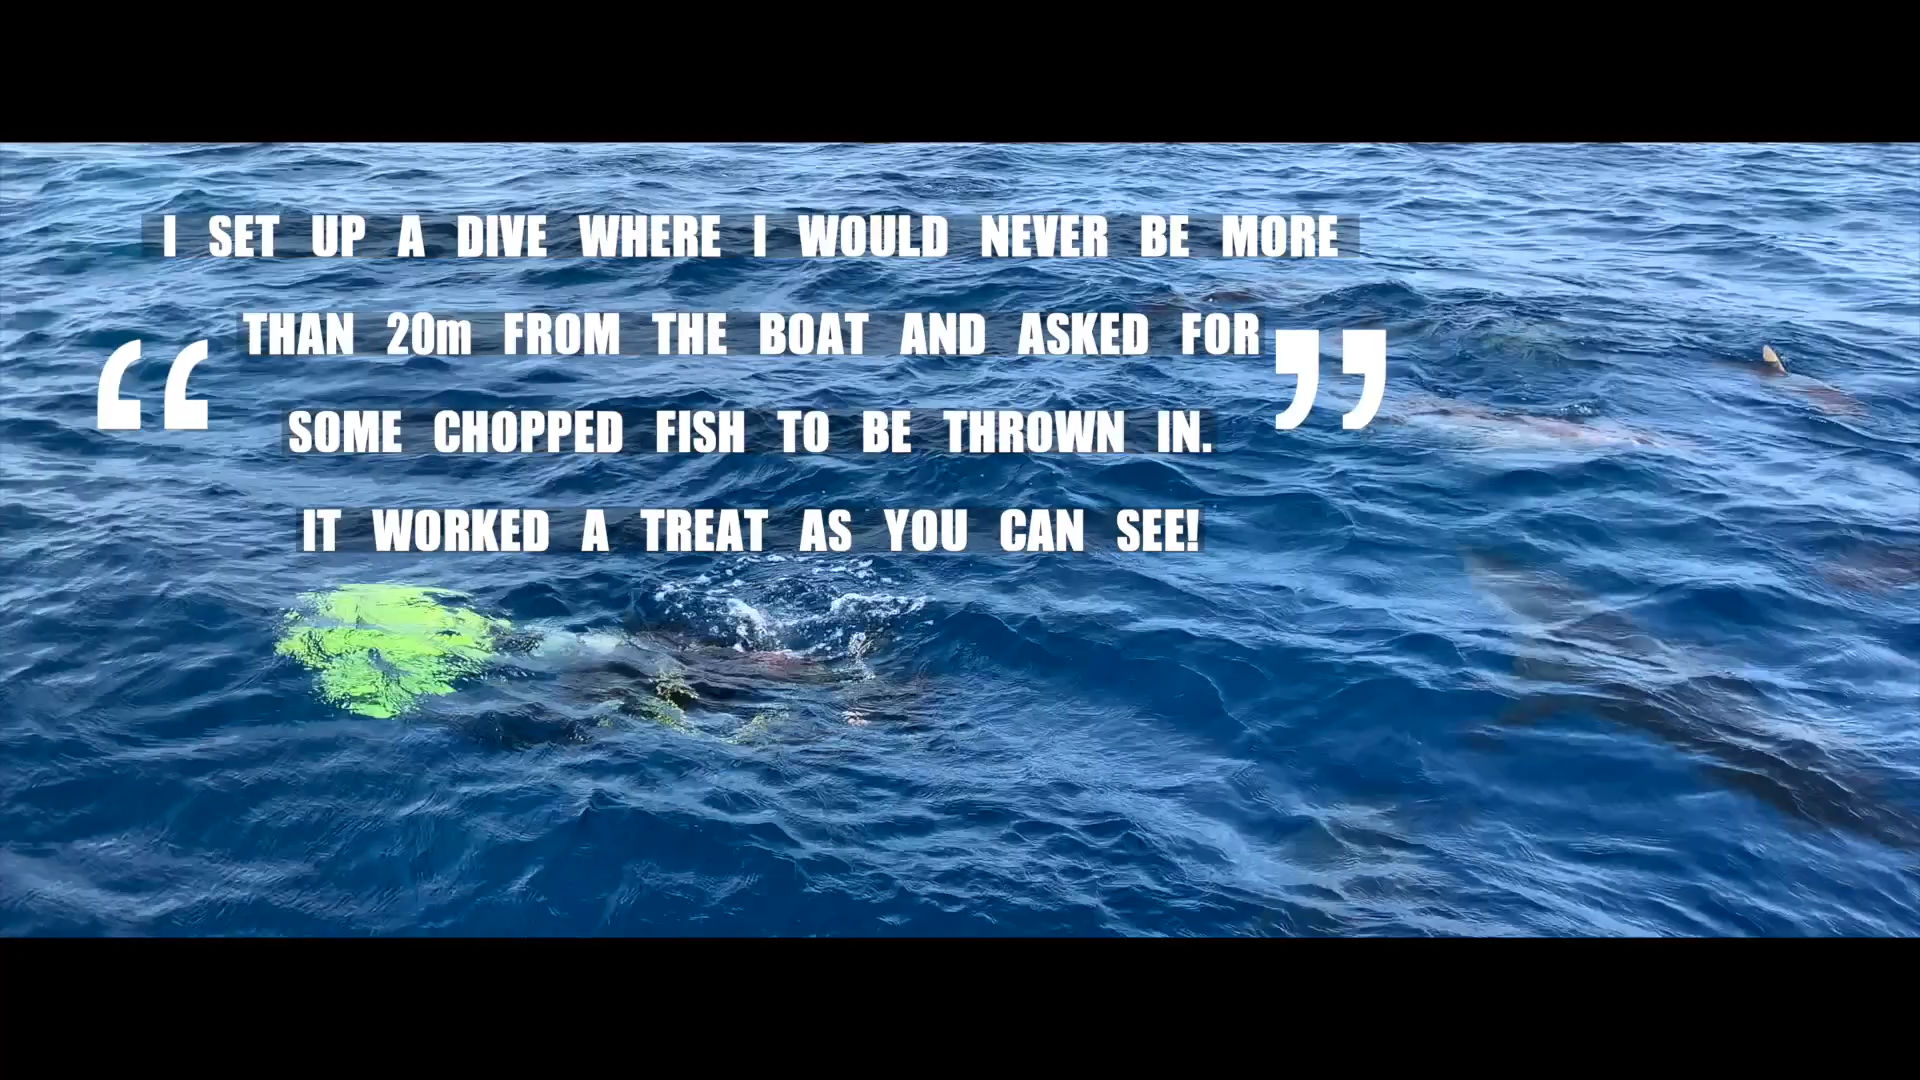 “I SET UP A DIVE WHERE I WOULD NEVER BE MORE
THAN 20m FROM THE BOAT AND ASKED FOR
SOME CHOPPED FISH TO BE THROWN IN.
IT WORKED A TREAT AS YOU CAN SEE!”